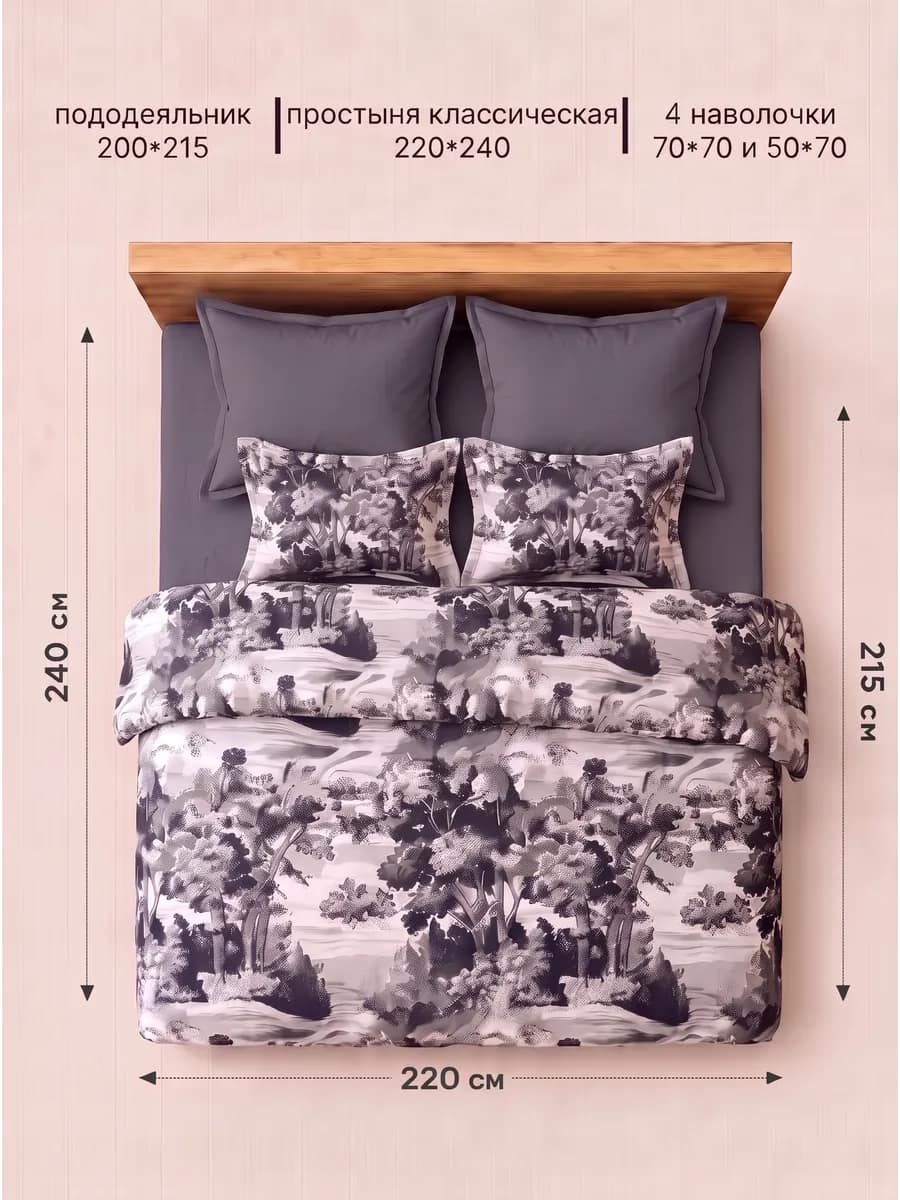 пододеяльник
200*215
простыня классическая
220*240
4 наволочки
70*70 и 50*70
240 см
215 см
220 см